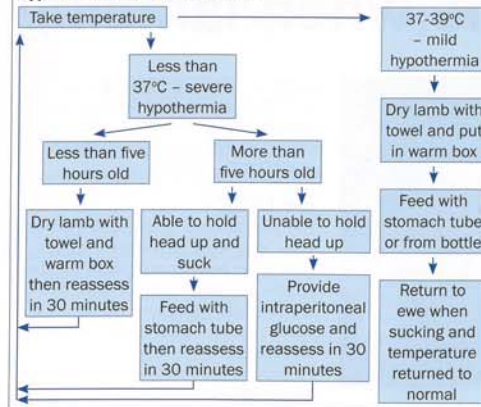 Take temperature
37-39ºC
– mild
hypothermia
Less than
37ºC – severe
hypothermia
Dry lamb with
towel and put
in warm box
Less than five
hours old
More than
five hours old
Feed with
stomach tube
or from bottle
Dry lamb with
towel and
warm box
then reassess
in 30 minutes
Able to hold
head up and
suck
Unable to hold
head up
Feed with
stomach tube
then reassess
in 30 minutes
Provide
intraperitoneal
glucose and
reassess in 30
minutes
Return to
ewe when
sucking and
temperature
returned to
normal